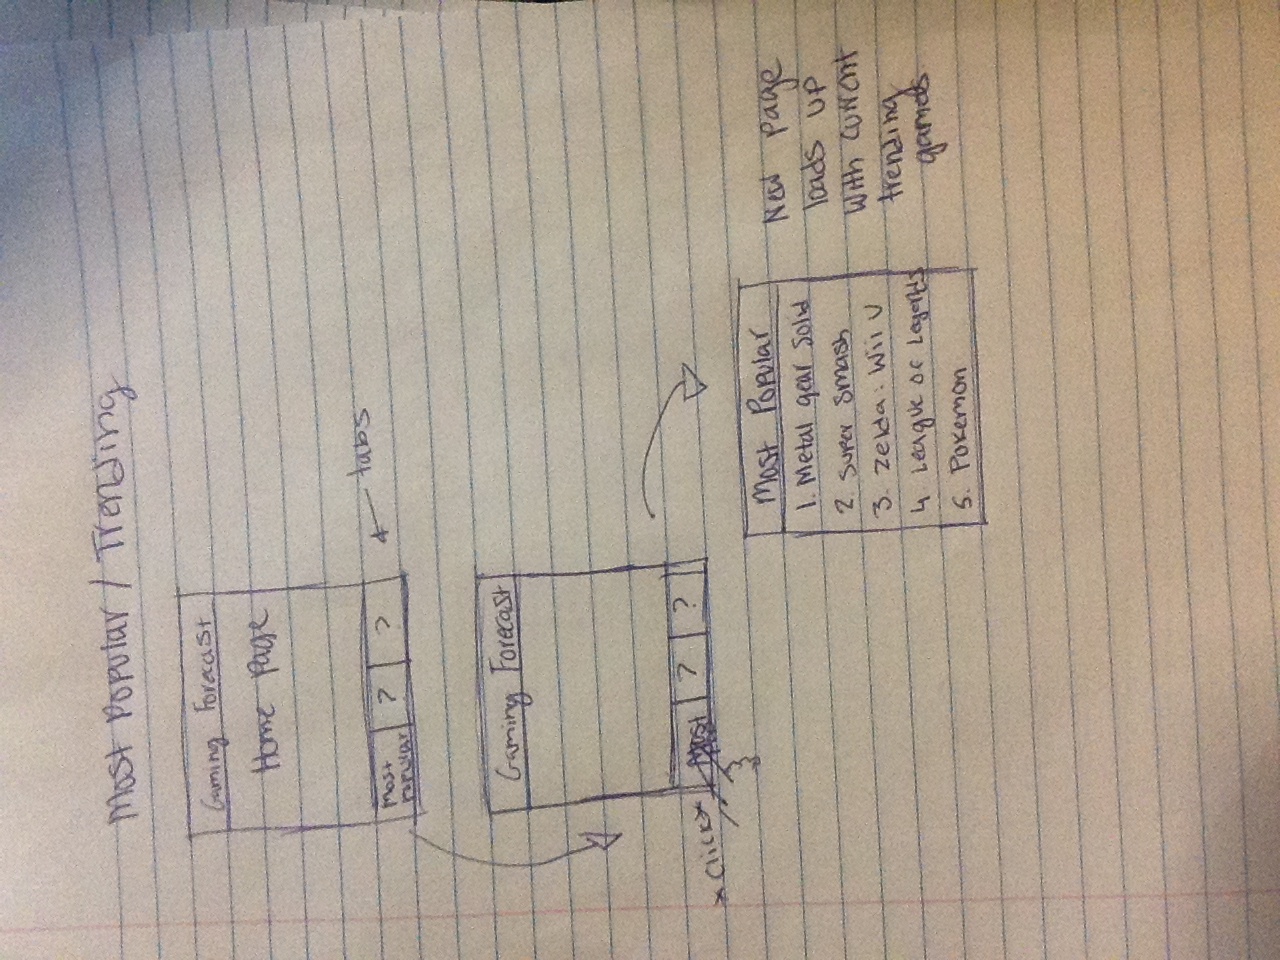 Most Popular / Trending
Gaming Forecast
Home Page
Most
Popular
?
?
tabs
Gaming Forecast
*Click*
Most
?
?
Most Popular
1. Metal gear Solid
2. Super Smash
3. Zelda: Wii U
4. League of Legends
5. Pokemon
New page
loads up
with current
trending
games